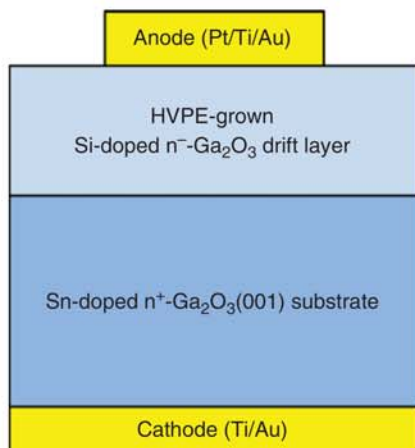 Anode (Pt/Ti/Au)
HVPE-grown
Si-doped n⁻-Ga₂O₃ drift layer
Sn-doped n⁺-Ga₂O₃(001) substrate
Cathode (Ti/Au)